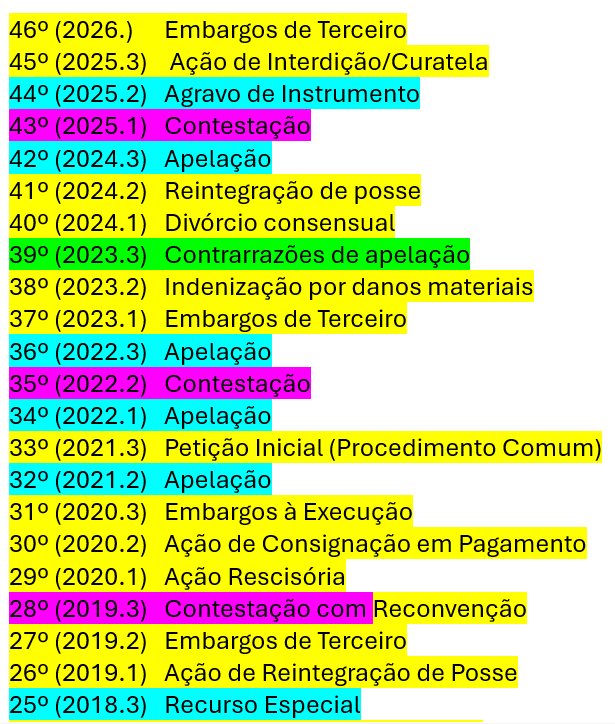 46º (2026.) Embargos de Terceiro
45º (2025.3) Ação de Interdição/Curatela
44º (2025.2) Agravo de Instrumento
43º (2025.1) Contestação
42º (2024.3) Apelação
41º (2024.2) Reintegração de posse
40º (2024.1) Divórcio consensual
39º (2023.3) Contrarrazões de apelação
38º (2023.2) Indenização por danos materiais
37º (2023.1) Embargos de Terceiro
36º (2022.3) Apelação
35º (2022.2) Contestação
34º (2022.1) Apelação
33º (2021.3) Petição Inicial (Procedimento Comum)
32º (2021.2) Apelação
31º (2020.3) Embargos à Execução
30º (2020.2) Ação de Consignação em Pagamento
29º (2020.1) Ação Rescisória
28º (2019.3) Contestação com Reconvenção
27º (2019.2) Embargos de Terceiro
26º (2019.1) Ação de Reintegração de Posse
25º (2018.3) Recurso Especial